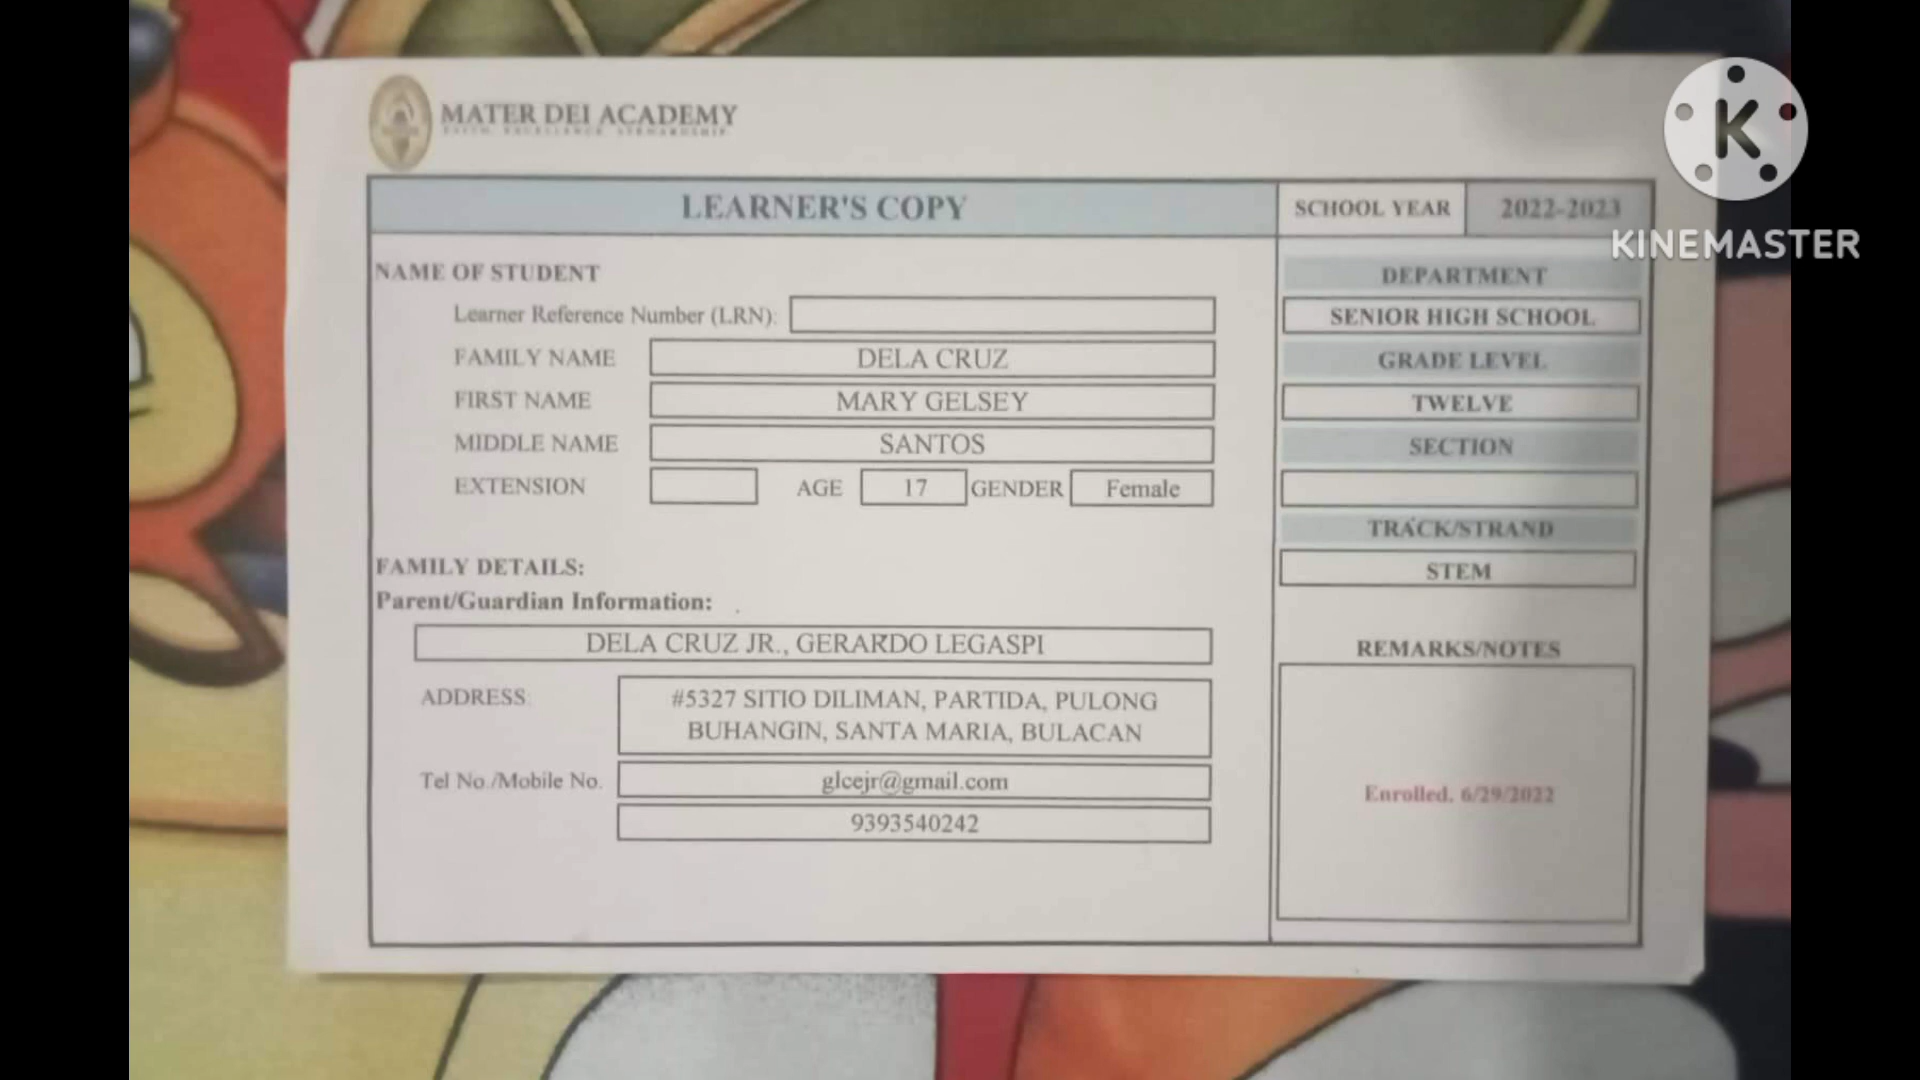 MATER DEI ACADEMY
LEARNER'S COPY
SCHOOL YEAR
2022-2023
KINEMASTER
NAME OF STUDENT
Learner Reference Number (LRN):
FAMILY NAME
DELA CRUZ
FIRST NAME
MARY GELSEY
MIDDLE NAME
SANTOS
EXTENSION
AGE
17
GENDER
Female
DEPARTMENT
SENIOR HIGH SCHOOL
GRADE LEVEL
TWELVE
SECTION
TRACK/STRAND
STEM
FAMILY DETAILS:
Parent/Guardian Information:
DELA CRUZ JR., GERARDO LEGASPI
ADDRESS
#5327 SITIO DILIMAN, PARTIDA, PULONG
BUHANGIN, SANTA MARIA, BULACAN
Tel No./Mobile No.
glcejr@gmail.com
9393540242
REMARKS/NOTES
Enrolled, 6/29/2022